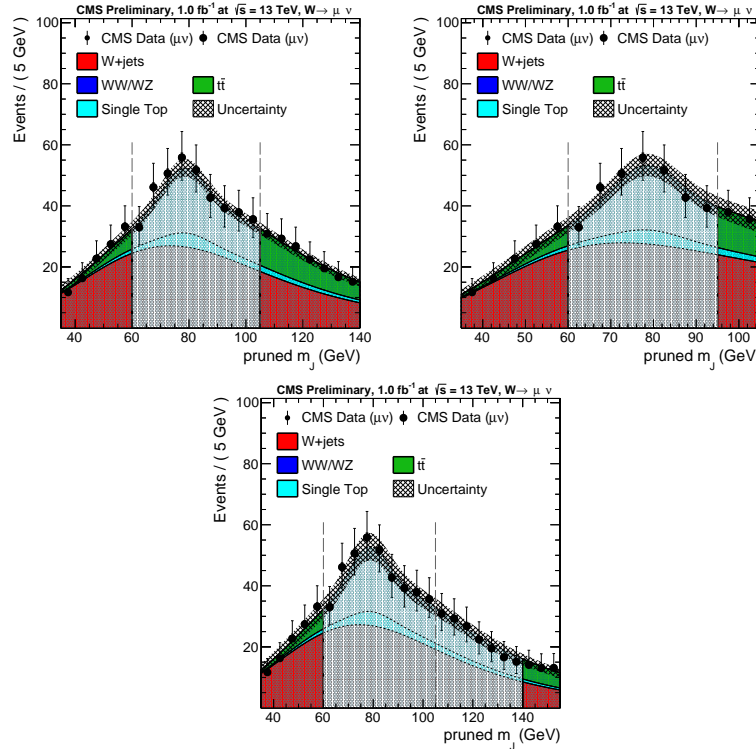 CMS Preliminary, 1.0 fb⁻¹ at √s = 13 TeV, W→ μ ν
Events / ( 5 GeV )
100
80
60
40
20
CMS Data (μν)
CMS Data (μν)
W+jets
WW/WZ
tt̄
Single Top
Uncertainty
40
60
80
100
120
140
pruned m_J (GeV)
CMS Preliminary, 1.0 fb⁻¹ at √s = 13 TeV, W→ μ ν
Events / ( 5 GeV )
100
80
60
40
20
CMS Data (μν)
CMS Data (μν)
W+jets
WW/WZ
tt̄
Single Top
Uncertainty
40
50
60
70
80
90
100
pruned m_J (GeV)
CMS Preliminary, 1.0 fb⁻¹ at √s = 13 TeV, W→ μ ν
Events / ( 5 GeV )
100
80
60
40
20
CMS Data (μν)
CMS Data (μν)
W+jets
WW/WZ
tt̄
Single Top
Uncertainty
40
60
80
100
120
140
pruned m_J (GeV)